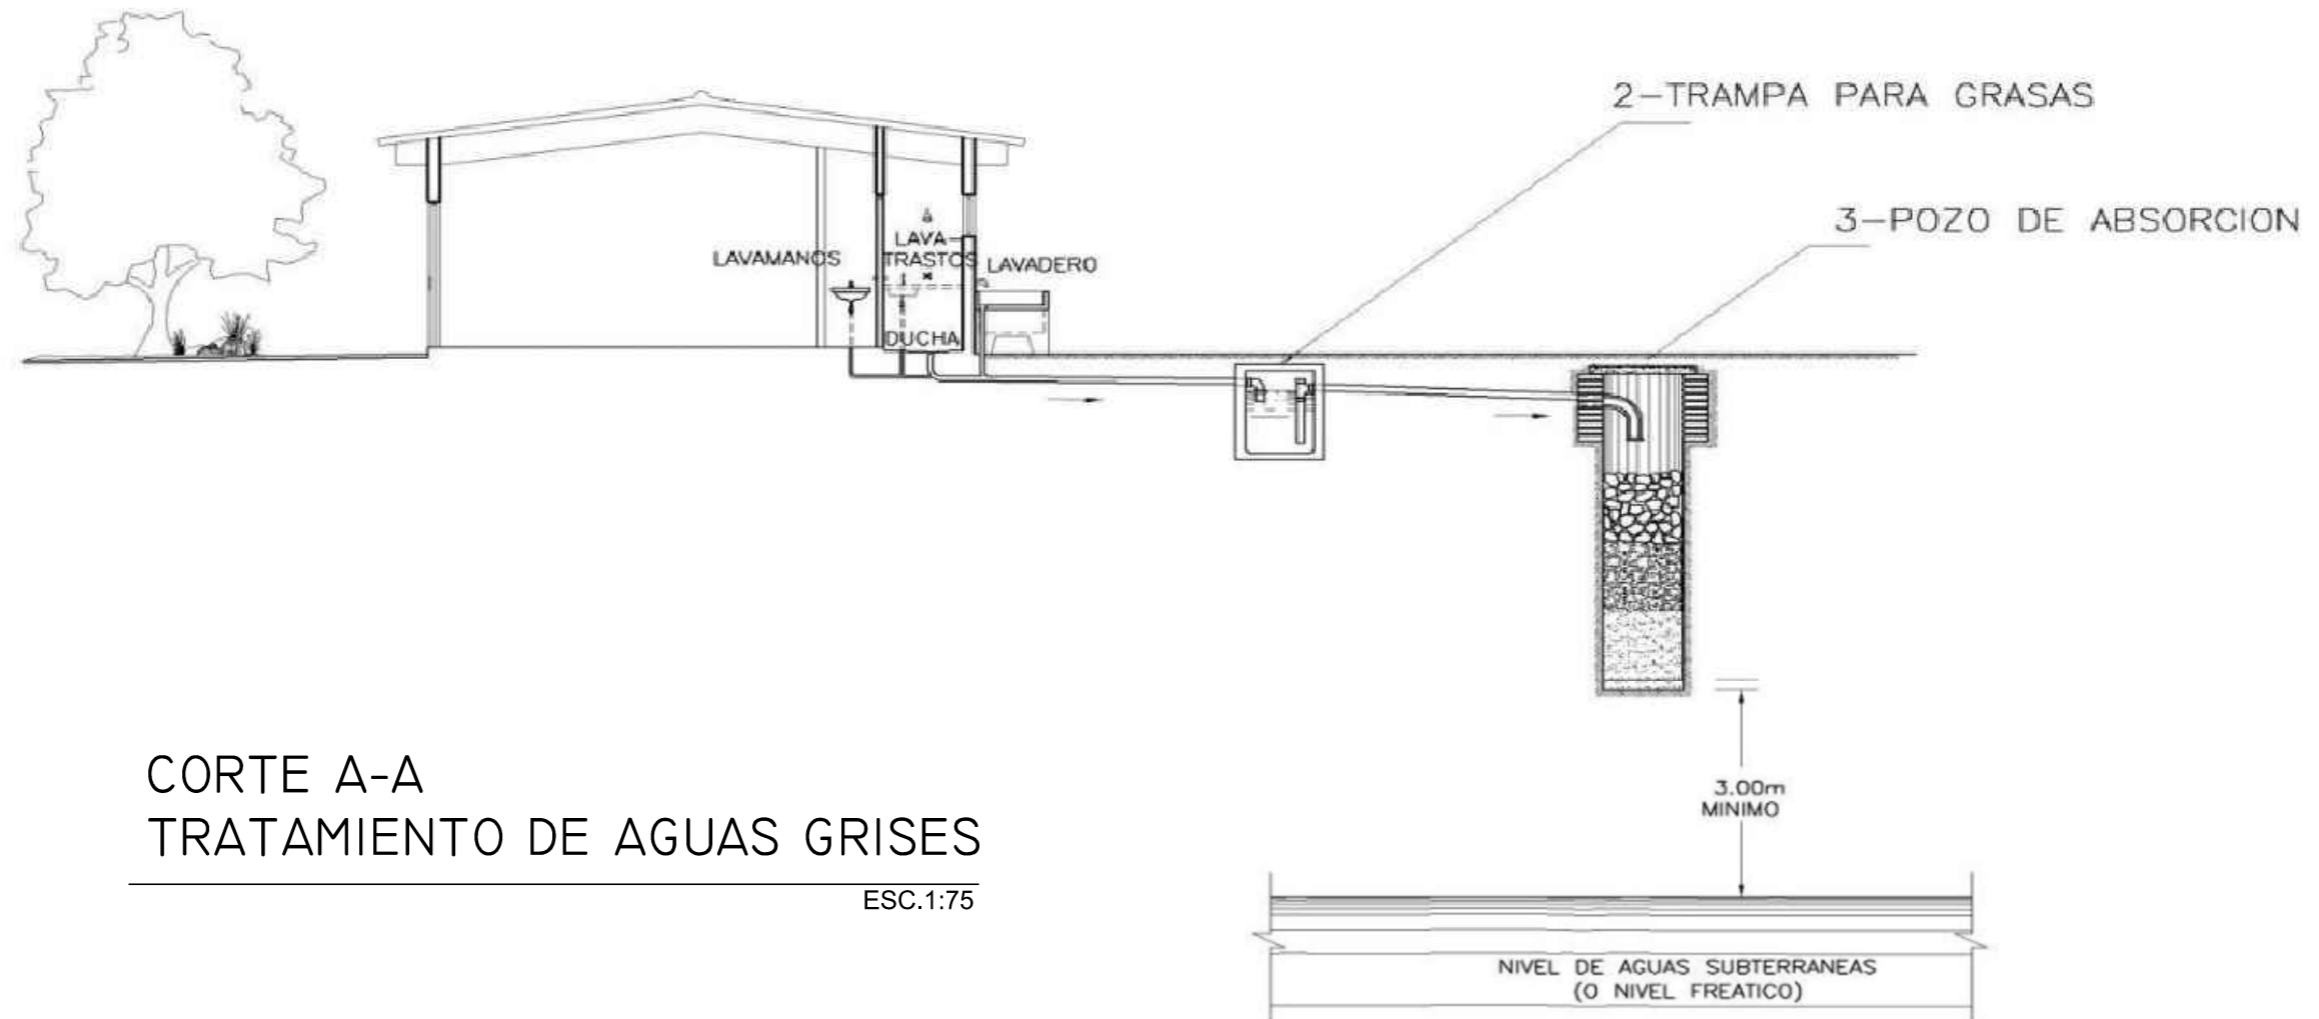 2-TRAMPA PARA GRASAS
3-POZO DE ABSORCION
LAVAMANOS
LAVA-
TRASTOS
LAVADERO
DUCHA
3.00m
MINIMO
CORTE A-A
TRATAMIENTO DE AGUAS GRISES
ESC.1:75
NIVEL DE AGUAS SUBTERRANEAS
(O NIVEL FREATICO)